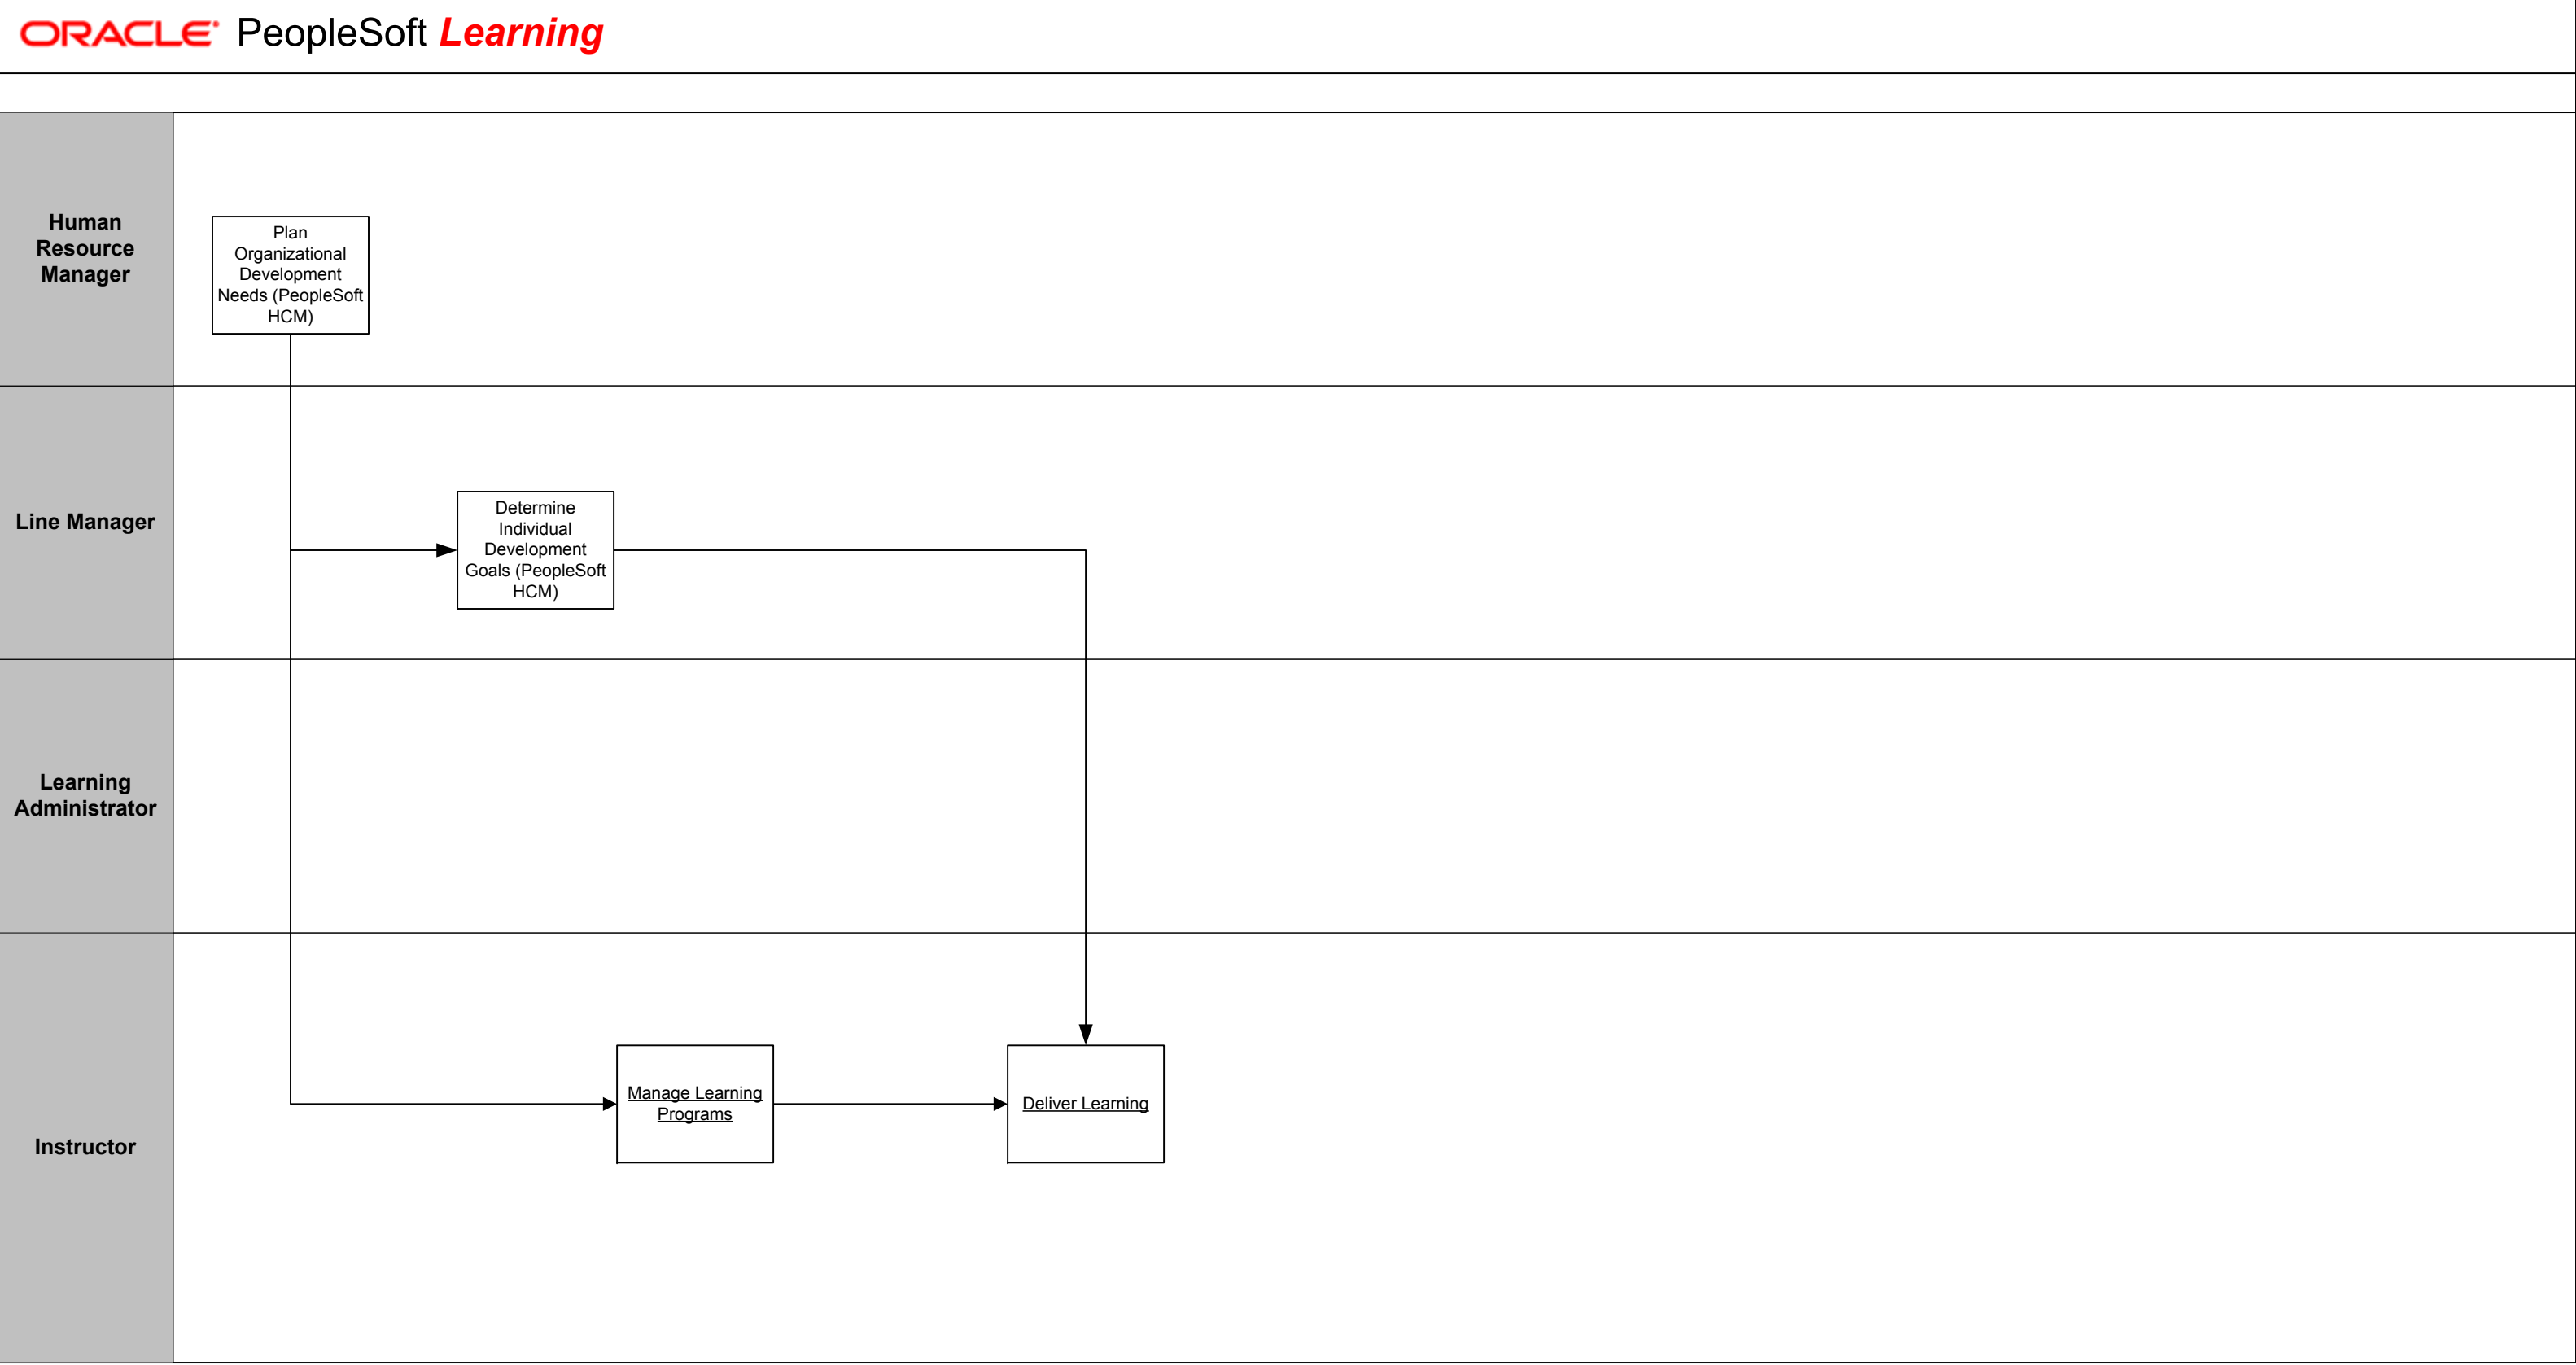 ORACLE® PeopleSoft Learning
Human
Resource
Manager
Plan
Organizational
Development
Needs (PeopleSoft
HCM)
Line Manager
Determine
Individual
Development
Goals (PeopleSoft
HCM)
Learning
Administrator
Instructor
Manage Learning
Programs
Deliver Learning